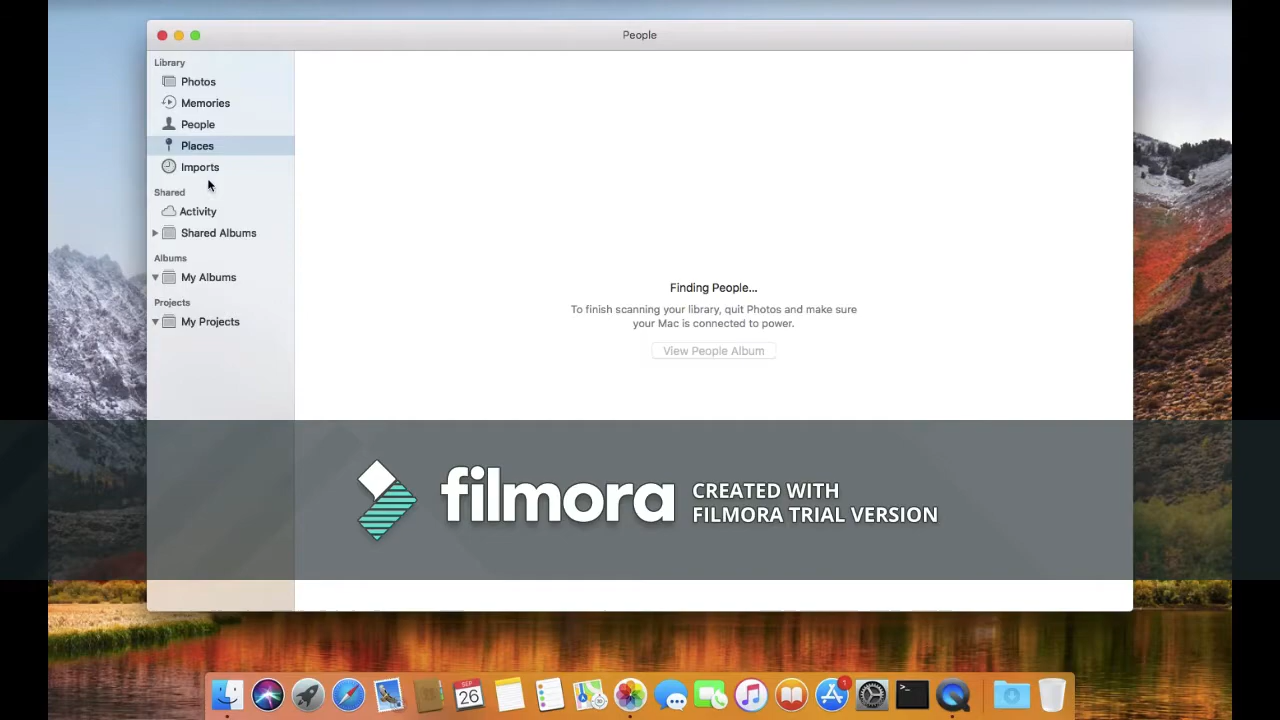 People
Library
Photos
Memories
People
Places
Imports
Shared
Activity
Shared Albums
Albums
My Albums
Projects
My Projects
Finding People...
To finish scanning your library, quit Photos and make sure
your Mac is connected to power.
View People Album
filmora
CREATED WITH
FILMORA TRIAL VERSION
SEP
26
1